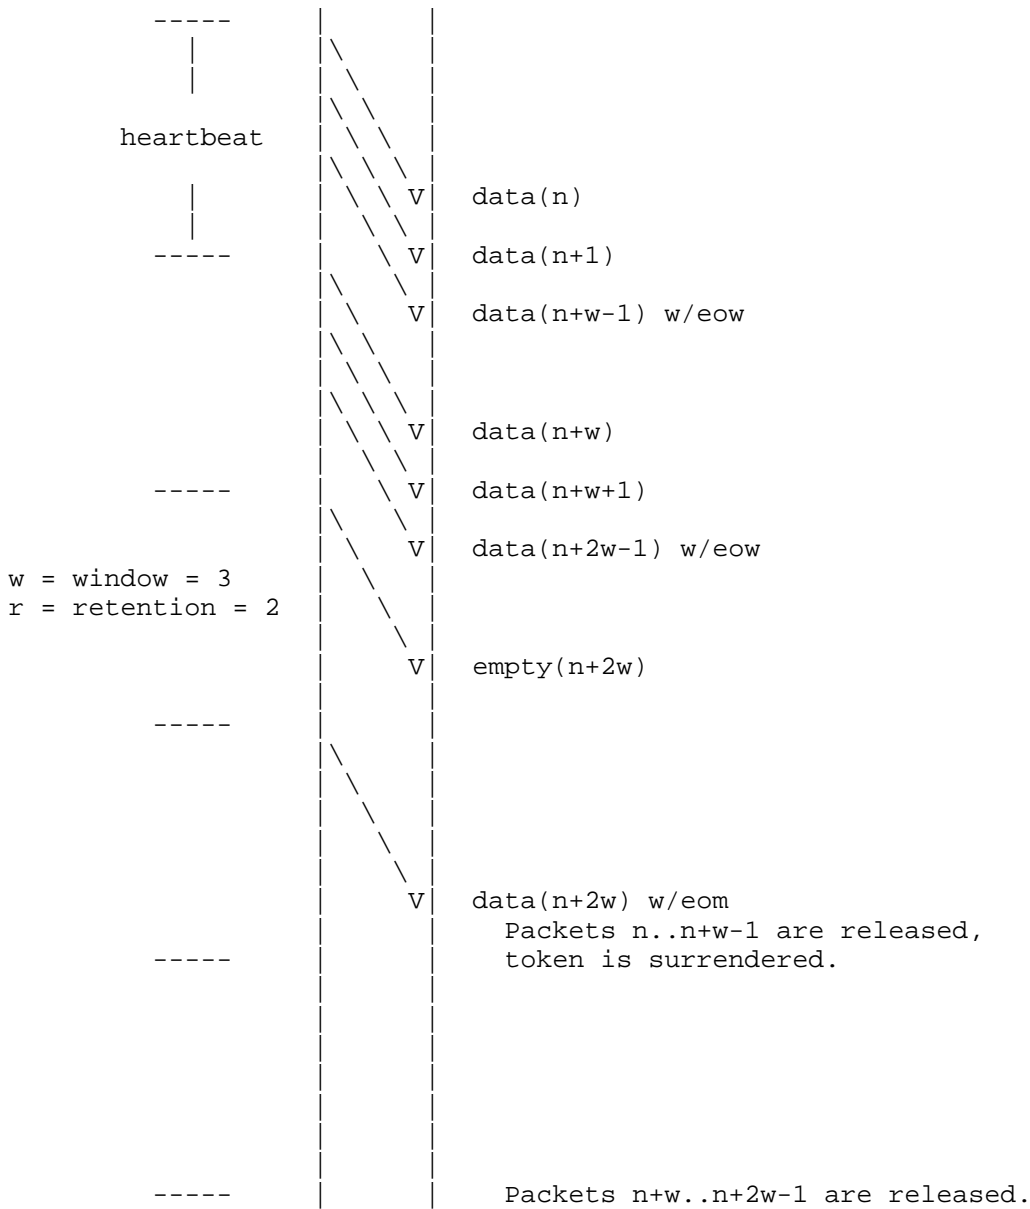 heartbeat
data(n)
data(n+1)
data(n+w-1) w/eow
data(n+w)
data(n+w+1)
data(n+2w-1) w/eow
w = window = 3
r = retention = 2
empty(n+2w)
data(n+2w) w/eom
Packets n..n+w-1 are released,
token is surrendered.
Packets n+w..n+2w-1 are released.